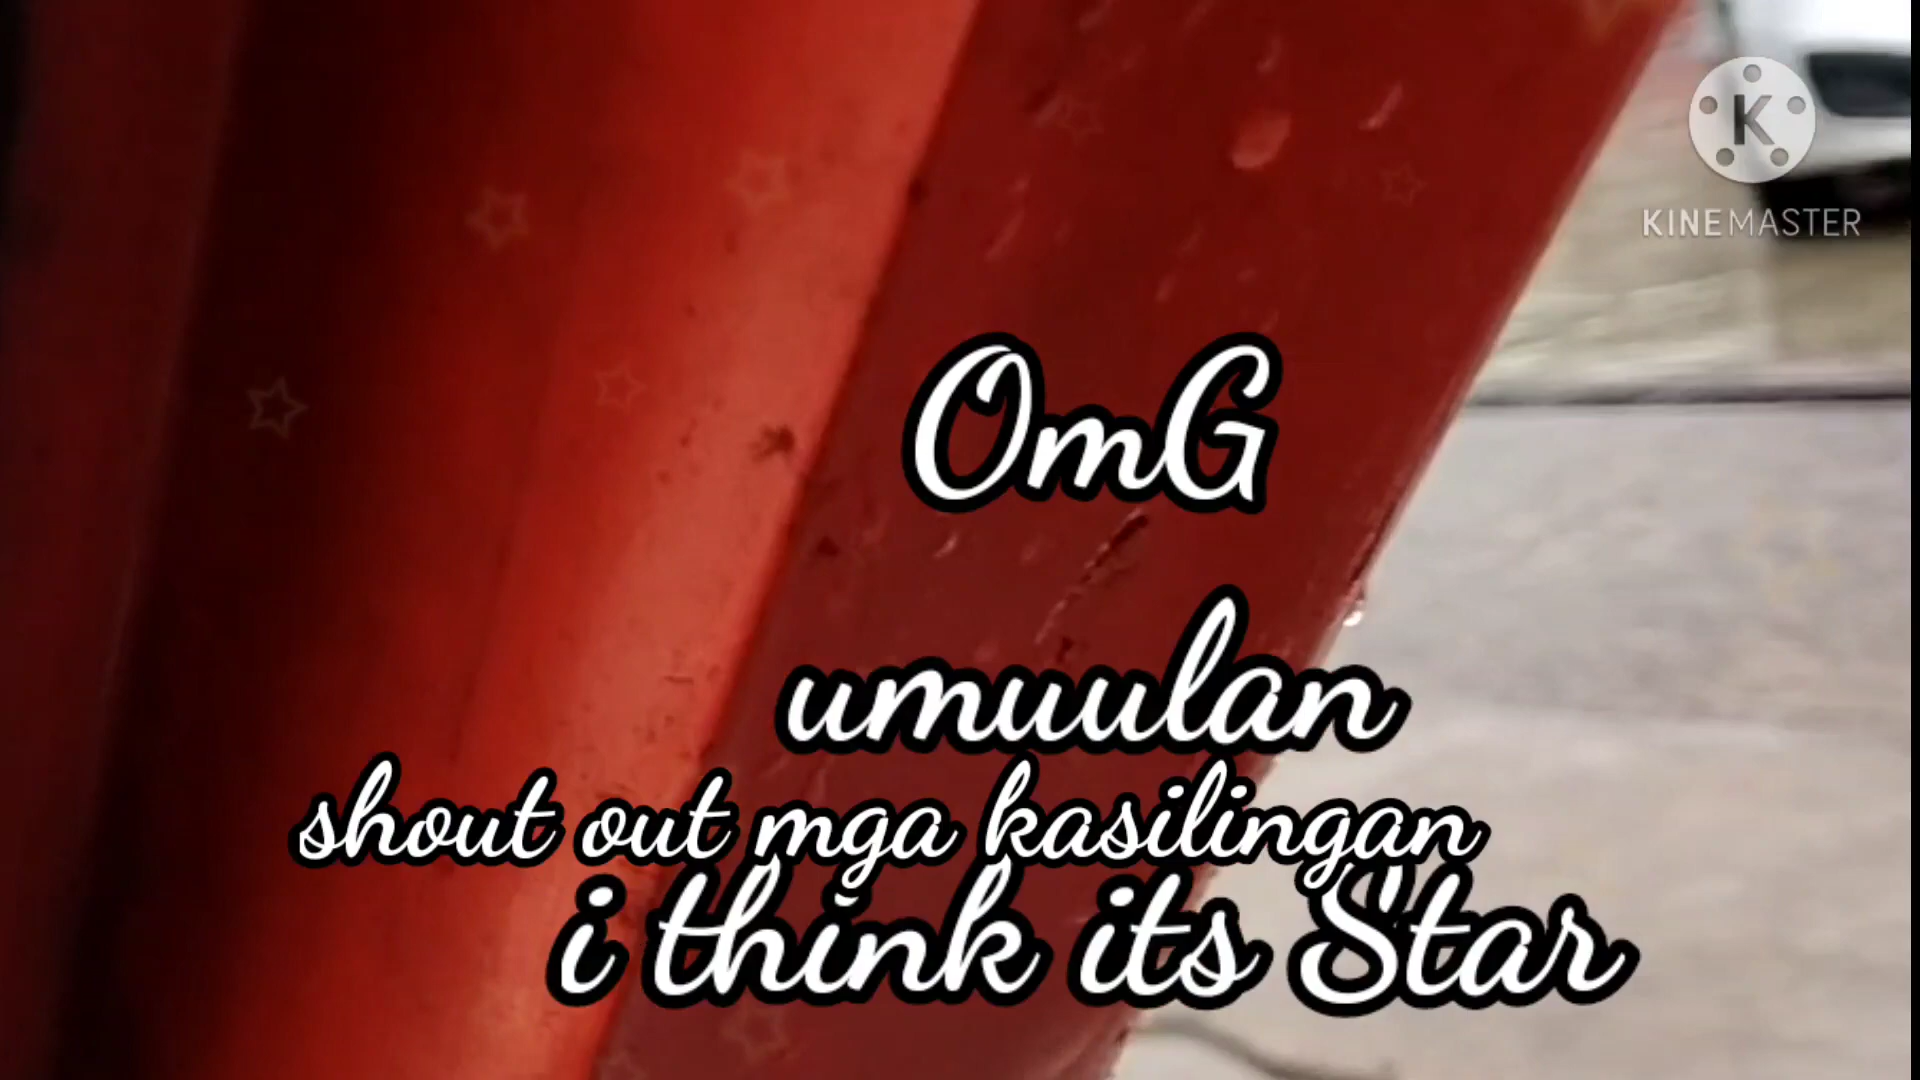 K
KINEMASTER
OmG
umuulan
shout out mga kasilingan
i think its Star